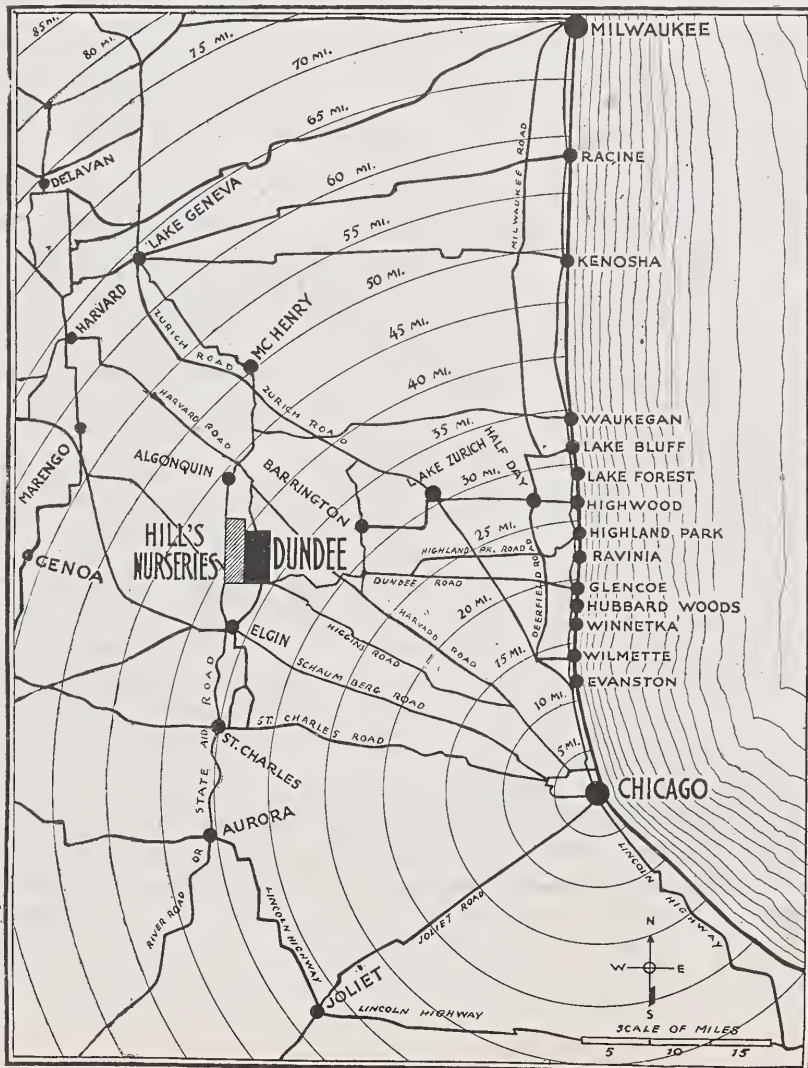 85 MI.
80 MI.
75 MI.
70 MI.
MILWAUKEE
65 MI.
MILWAUKEE ROAD
RACINE
60 MI.
DELAVAN
LAKE GENEVA
55 MI.
KENOSHA
50 MI.
HARVARD
ZURICH ROAD
MC HENRY
45 MI.
40 MI.
HARVARD ROAD
ZURICH ROAD
35 MI.
WAUKEGAN
MARENGO
ALGONQUIN
BARRINGTON
LAKE ZURICH
HALF DAY
30 MI.
LAKE BLUFF
LAKE FOREST
HIGHWOOD
25 MI.
HIGHLAND PARK
HILL'S
NURSERIES
DUNDEE
HIGHLAND PK. ROAD
RAVINIA
GENOA
DUNDEE ROAD
DEERFIELD RD
GLENCOE
20 MI.
HUBBARD WOODS
HARVARD ROAD
WINNETKA
ELGIN
HIGGINS ROAD
15 MI.
WILMETTE
SCHAUM BERG ROAD
EVANSTON
10 MI.
ST. CHARLES ROAD
ST. CHARLES
5 MI.
CHICAGO
STATE AID ROAD
OR
RIVER ROAD
AURORA
LINCOLN HIGHWAY
LINCOLN HIGHWAY
JOLIET ROAD
N
W E
S
JOLIET
LINCOLN HIGHWAY
SCALE OF MILES
5 10 15